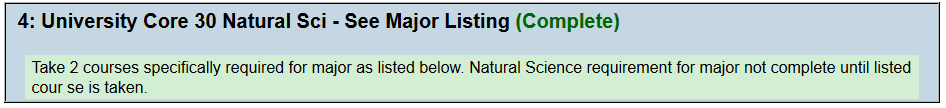 4: University Core 30 Natural Sci - See Major Listing (Complete)
Take 2 courses specifically required for major as listed below. Natural Science requirement for major not complete until listed
cour se is taken.